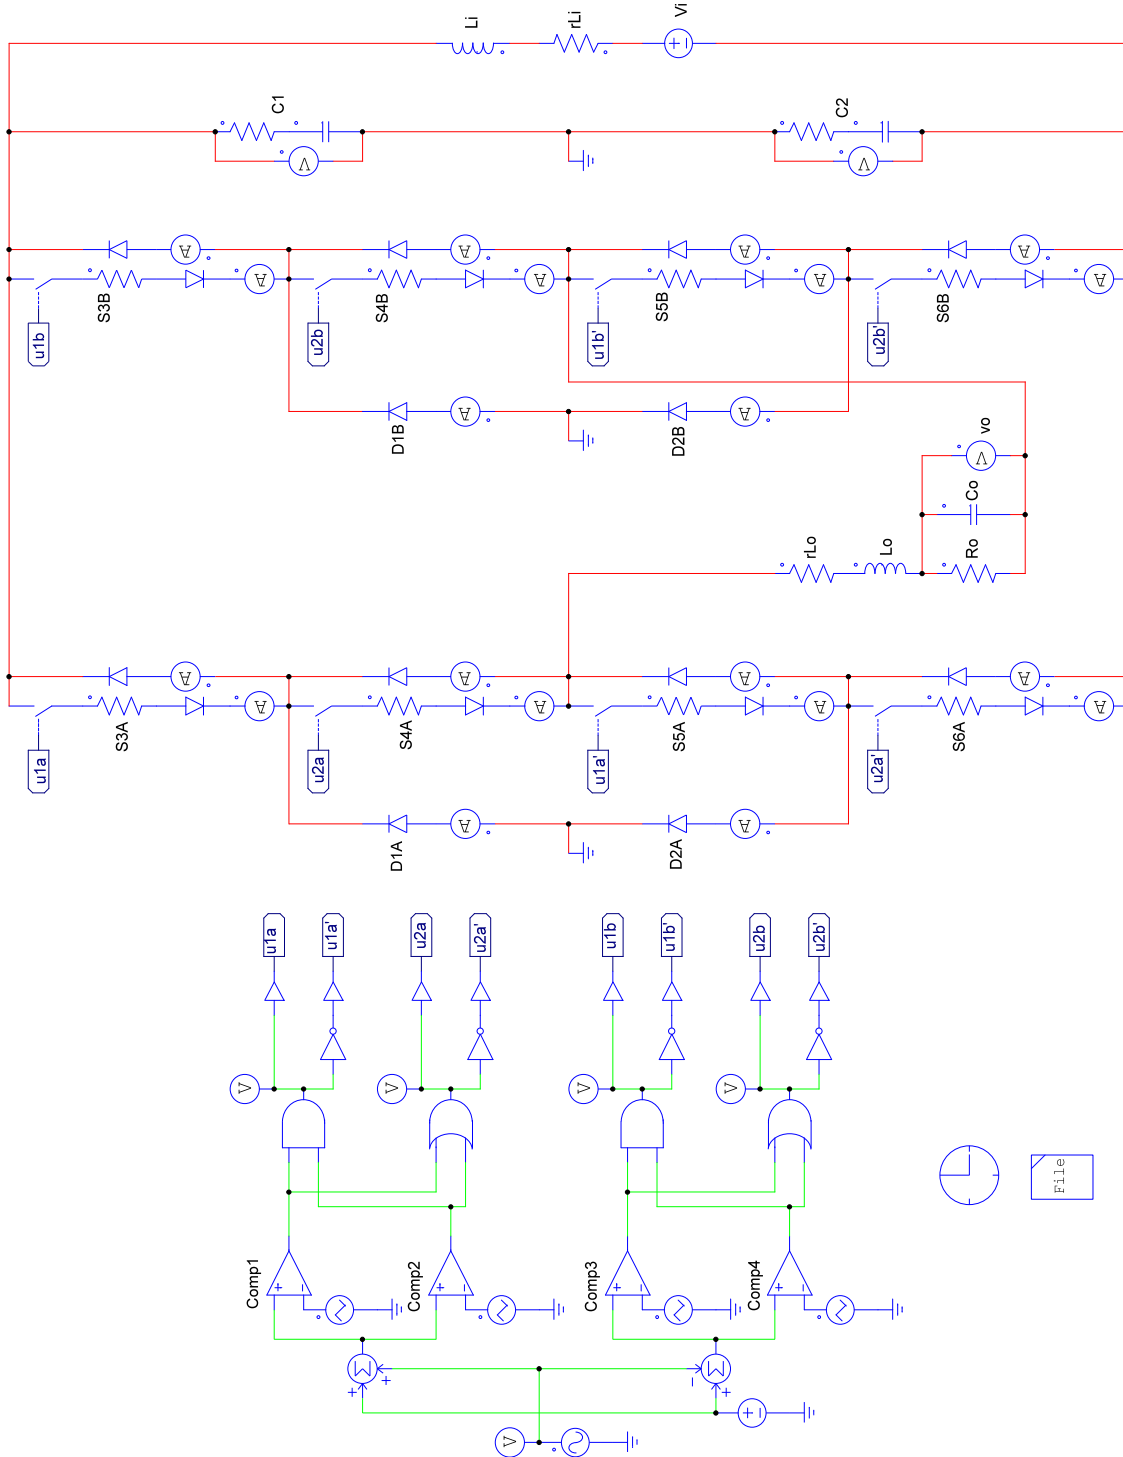 Li
rLi
Vi
C1
V
C2
V
A
A
A
A
A
A
A
A
S3B
S4B
S5B
S6B
u1b
u2b
u1b'
u2b'
A
A
D1B
D2B
vo
V
Co
rLo
Lo
Ro
A
A
A
A
A
A
A
A
S3A
S4A
S5A
S6A
u1a
u2a
u1a'
u2a'
A
A
D1A
D2A
u1a
u1a'
u2a
u2a'
u1b
u1b'
u2b
u2b'
V
V
V
V
File
Comp1
+ −
Comp2
+ −
Comp3
+ −
Comp4
+ −
Σ
+ +
Σ
− +
+ −
V